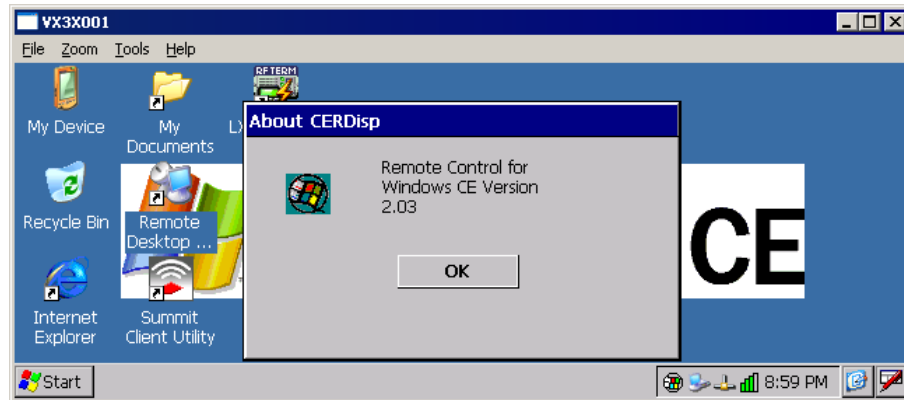 VX3X001
File Zoom Tools Help
RF TERM
My Device
My
Documents
LX
About CERDisp
Remote Control for
Windows CE Version
2.03
OK
Recycle Bin
Remote
Desktop ...
CE
Internet
Explorer
Summit
Client Utility
Start
8:59 PM